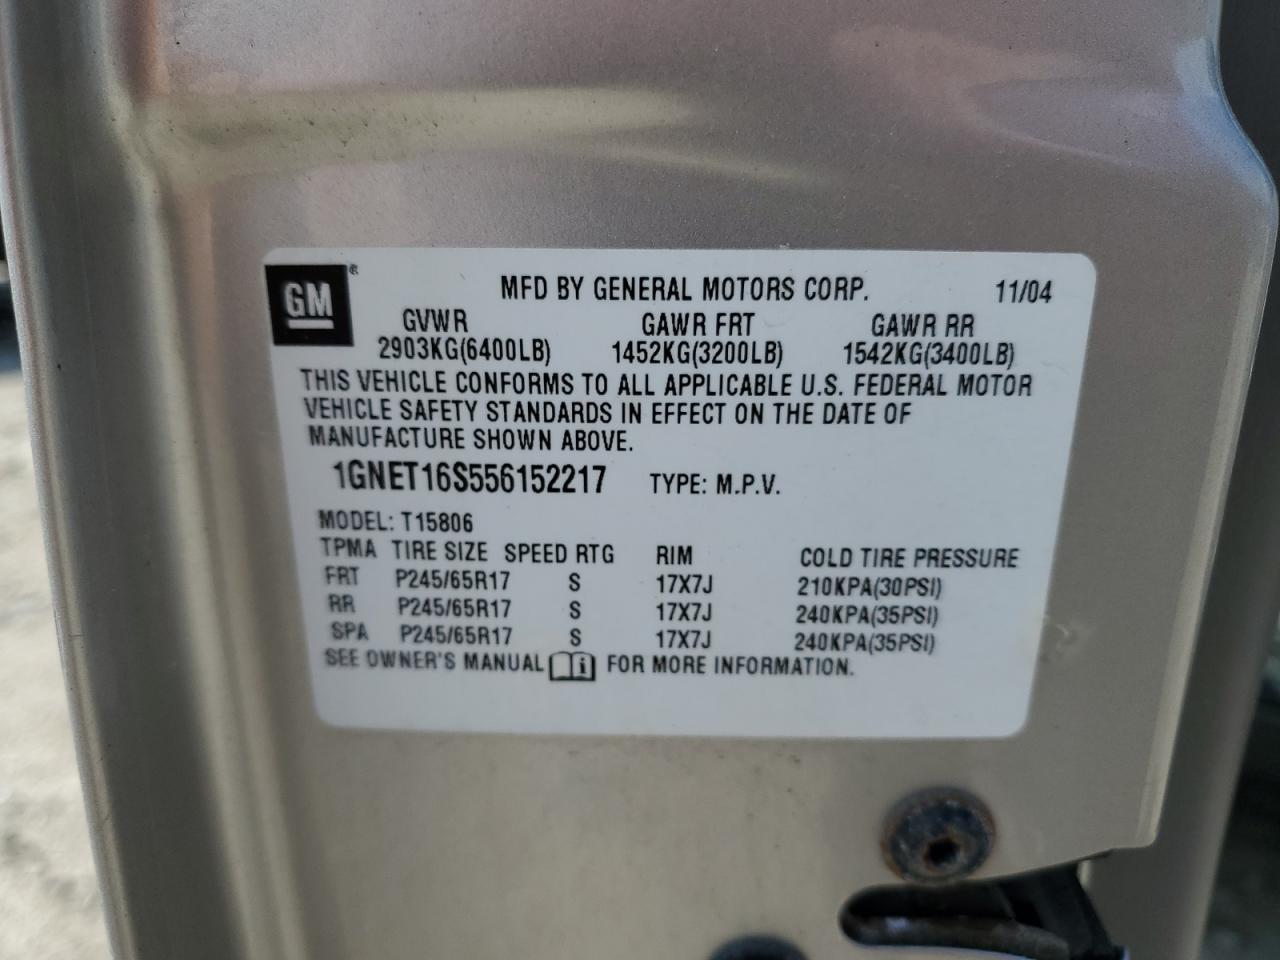 GM ®
MFD BY GENERAL MOTORS CORP. 11/04
GVWR GAWR FRT GAWR RR
2903KG(6400LB) 1452KG(3200LB) 1542KG(3400LB)
THIS VEHICLE CONFORMS TO ALL APPLICABLE U.S. FEDERAL MOTOR
VEHICLE SAFETY STANDARDS IN EFFECT ON THE DATE OF
MANUFACTURE SHOWN ABOVE.
1GNET16S556152217 TYPE: M.P.V.
MODEL: T15806
TPMA TIRE SIZE SPEED RTG RIM COLD TIRE PRESSURE
FRT P245/65R17 S 17X7J 210KPA(30PSI)
RR P245/65R17 S 17X7J 240KPA(35PSI)
SPA P245/65R17 S 17X7J 240KPA(35PSI)
SEE OWNER'S MANUAL i FOR MORE INFORMATION.